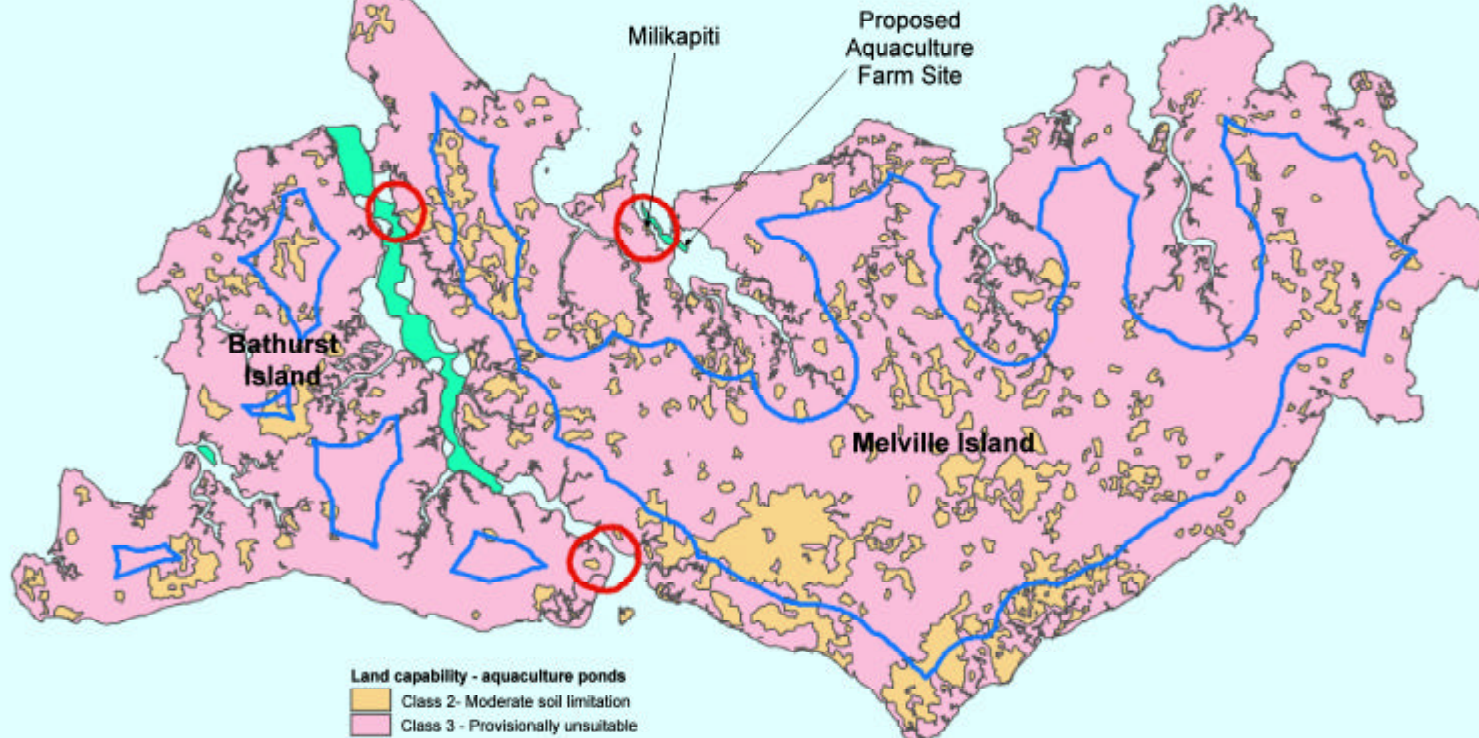 Milikapiti
Proposed
Aquaculture
Farm Site
Bathurst
Island
Melville Island
Land capability - aquaculture ponds
Class 2- Moderate soil limitation
Class 3 - Provisionally unsuitable